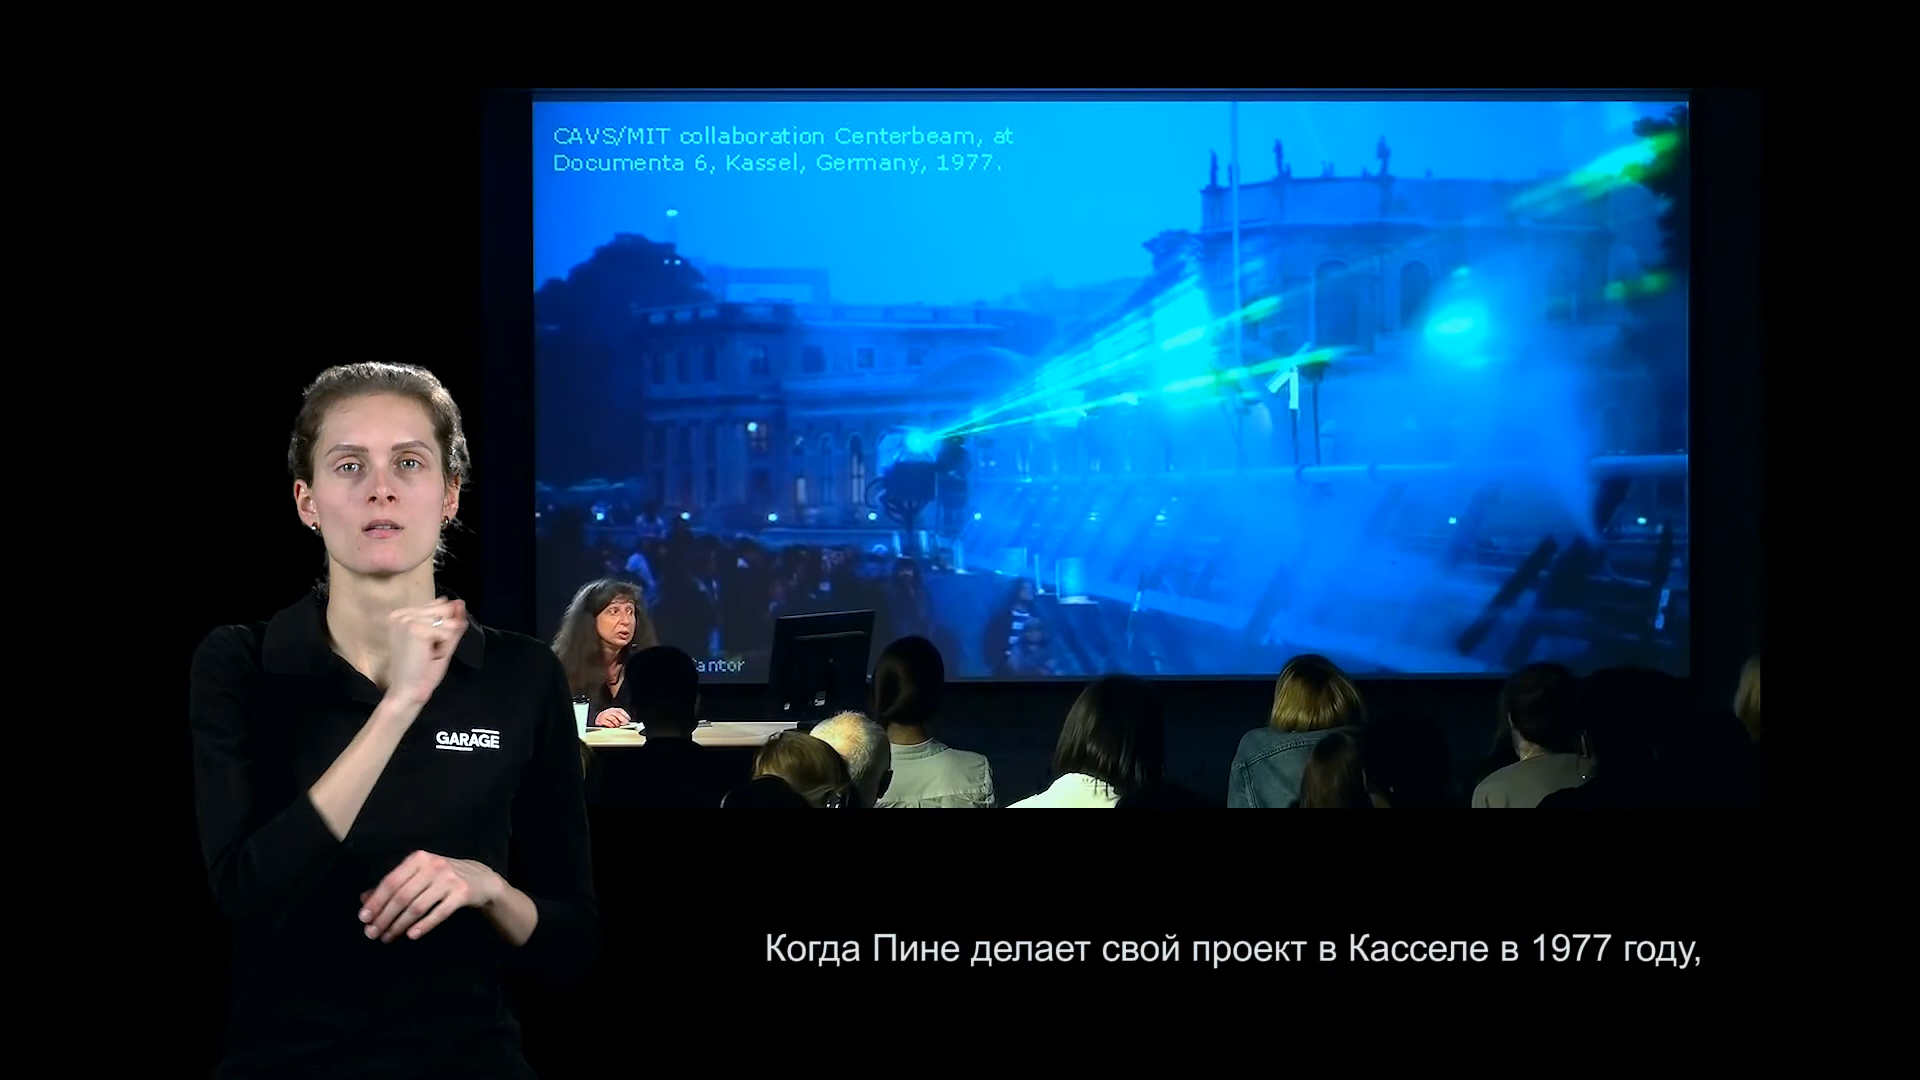 CAVS/MIT collaboration Centerbeam, at
Documenta 6, Kassel, Germany, 1977.
GARAGE
Когда Пине делает свой проект в Касселе в 1977 году,